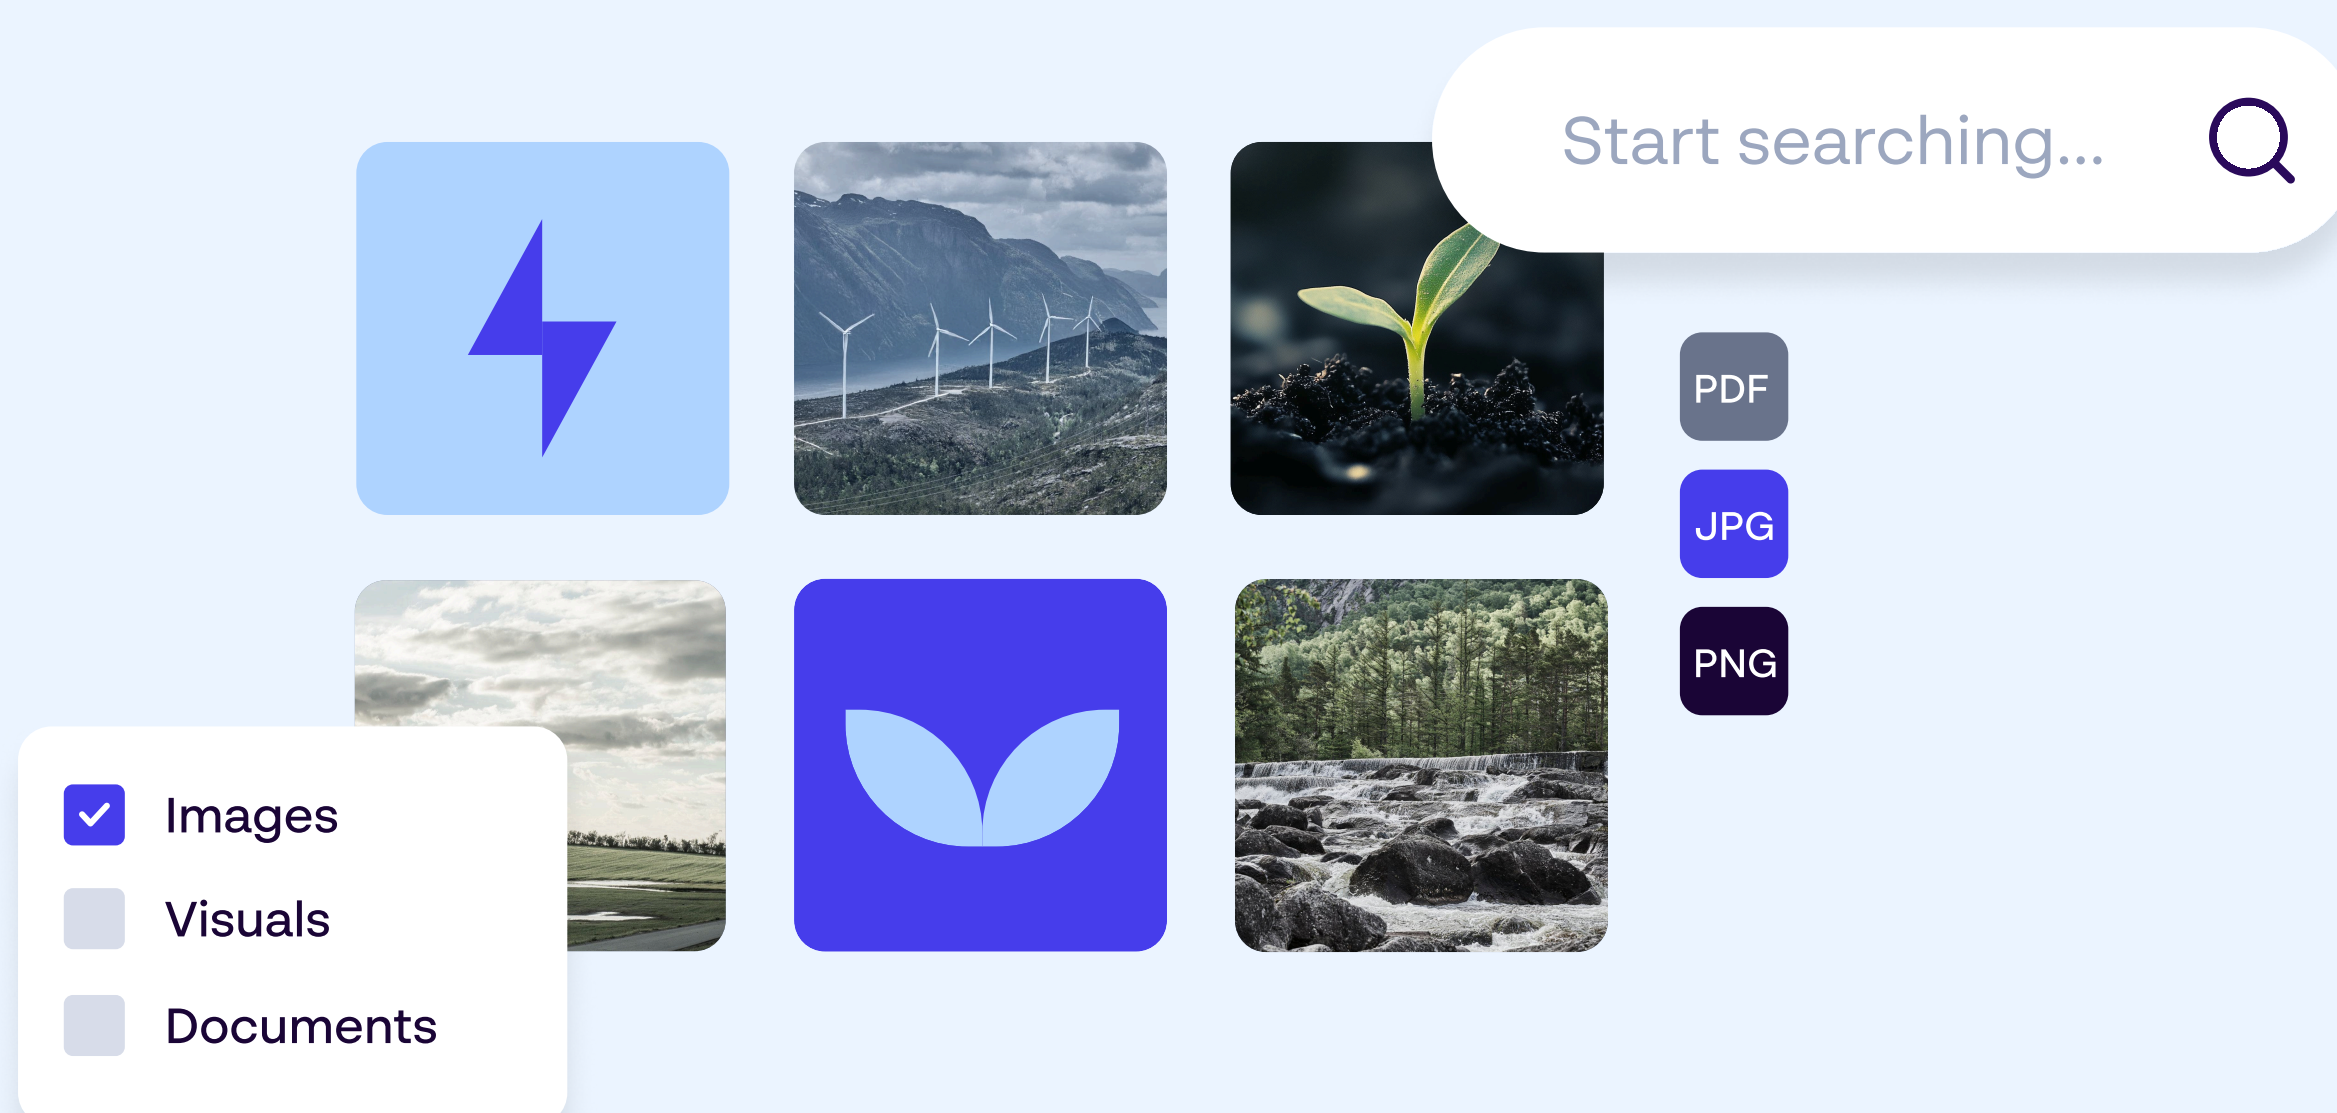 Start searching...
PDF
JPG
PNG
Images
Visuals
Documents